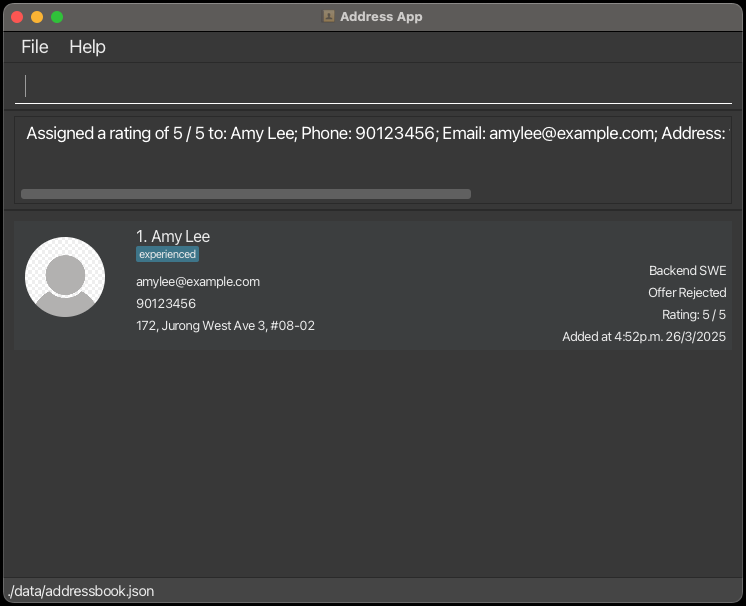 Address App
File Help
Assigned a rating of 5 / 5 to: Amy Lee; Phone: 90123456; Email: amylee@example.com; Address:
1. Amy Lee
experienced
amylee@example.com
90123456
172, Jurong West Ave 3, #08-02
Backend SWE
Offer Rejected
Rating: 5 / 5
Added at 4:52p.m. 26/3/2025
./data/addressbook.json